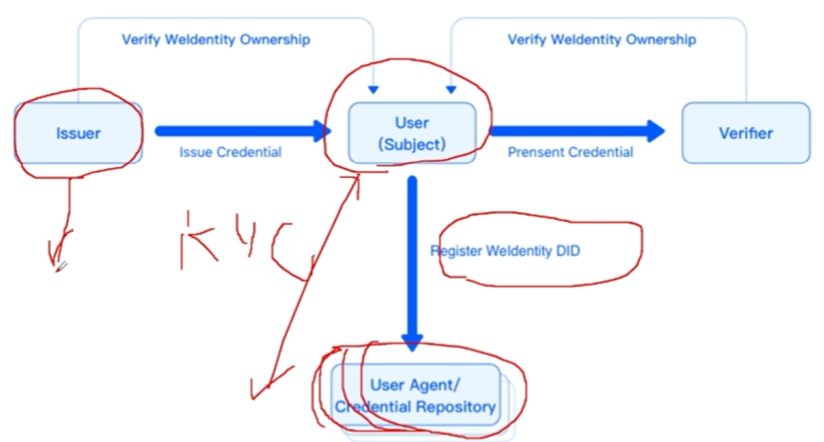 Verify WeIdentity Ownership
Verify WeIdentity Ownership
Issuer
User
(Subject)
Verifier
Issue Credential
Prensent Credential
KYC
Register WeIdentity DID
User Agent/
Credential Repository